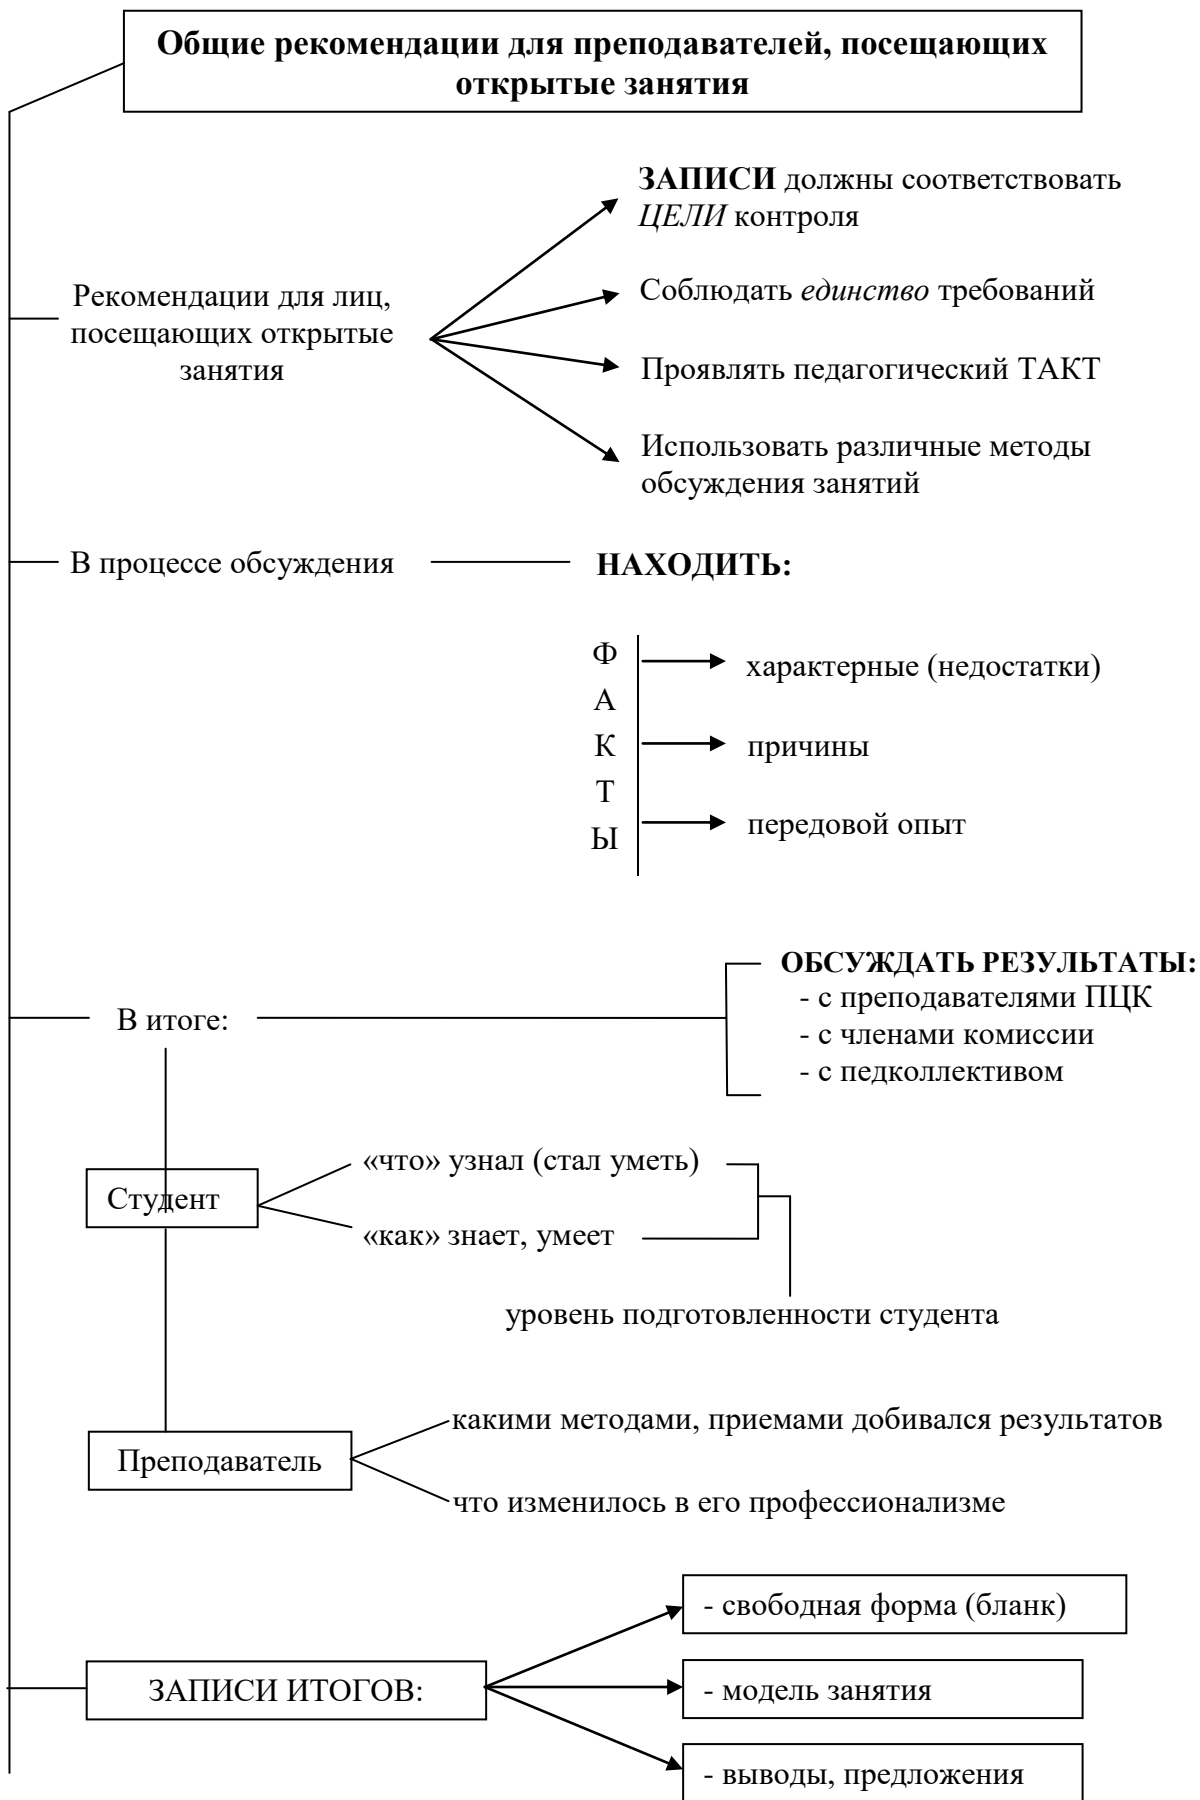 Общие рекомендации для преподавателей, посещающих
открытые занятия
Рекомендации для лиц,
посещающих открытые
занятия
ЗАПИСИ должны соответствовать
ЦЕЛИ контроля
Соблюдать единство требований
Проявлять педагогический ТАКТ
Использовать различные методы
обсуждения занятий
В процессе обсуждения
НАХОДИТЬ:
Ф
А
К
Т
Ы
характерные (недостатки)
причины
передовой опыт
В итоге:
ОБСУЖДАТЬ РЕЗУЛЬТАТЫ:
- с преподавателями ПЦК
- с членами комиссии
- с педколлективом
Студент
«что» узнал (стал уметь)
«как» знает, умеет
уровень подготовленности студента
Преподаватель
какими методами, приемами добивался результатов
что изменилось в его профессионализме
ЗАПИСИ ИТОГОВ:
- свободная форма (бланк)
- модель занятия
- выводы, предложения